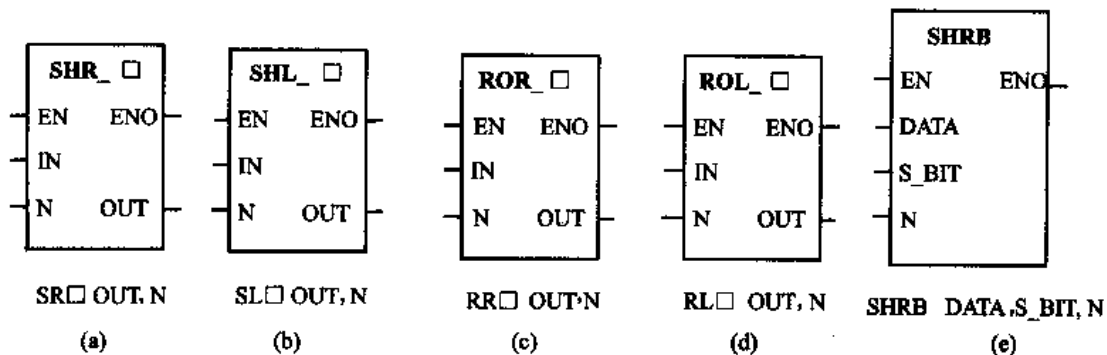 SHR_ □
EN ENO
IN
N OUT
SR□ OUT, N
(a)
SHL_ □
EN ENO
IN
N OUT
SL□ OUT, N
(b)
ROR_ □
EN ENO
IN
N OUT
RR□ OUT,N
(c)
ROL_ □
EN ENO
IN
N OUT
RL□ OUT, N
(d)
SHRB
EN ENO
DATA
S_BIT
N
SHRB DATA,S_BIT, N
(e)